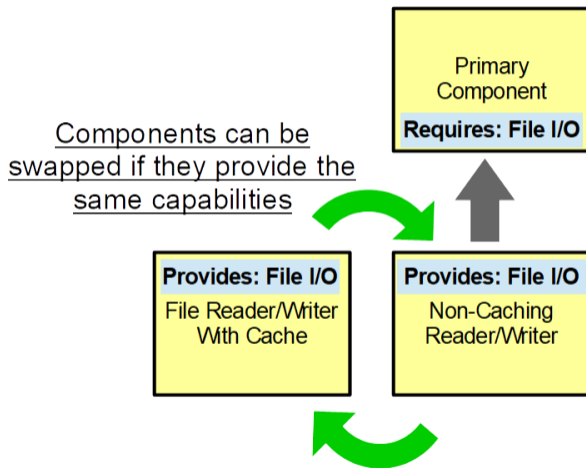 Primary
Component
Requires: File I/O
Components can be
swapped if they provide the
same capabilities
Provides: File I/O
File Reader/Writer
With Cache
Provides: File I/O
Non-Caching
Reader/Writer